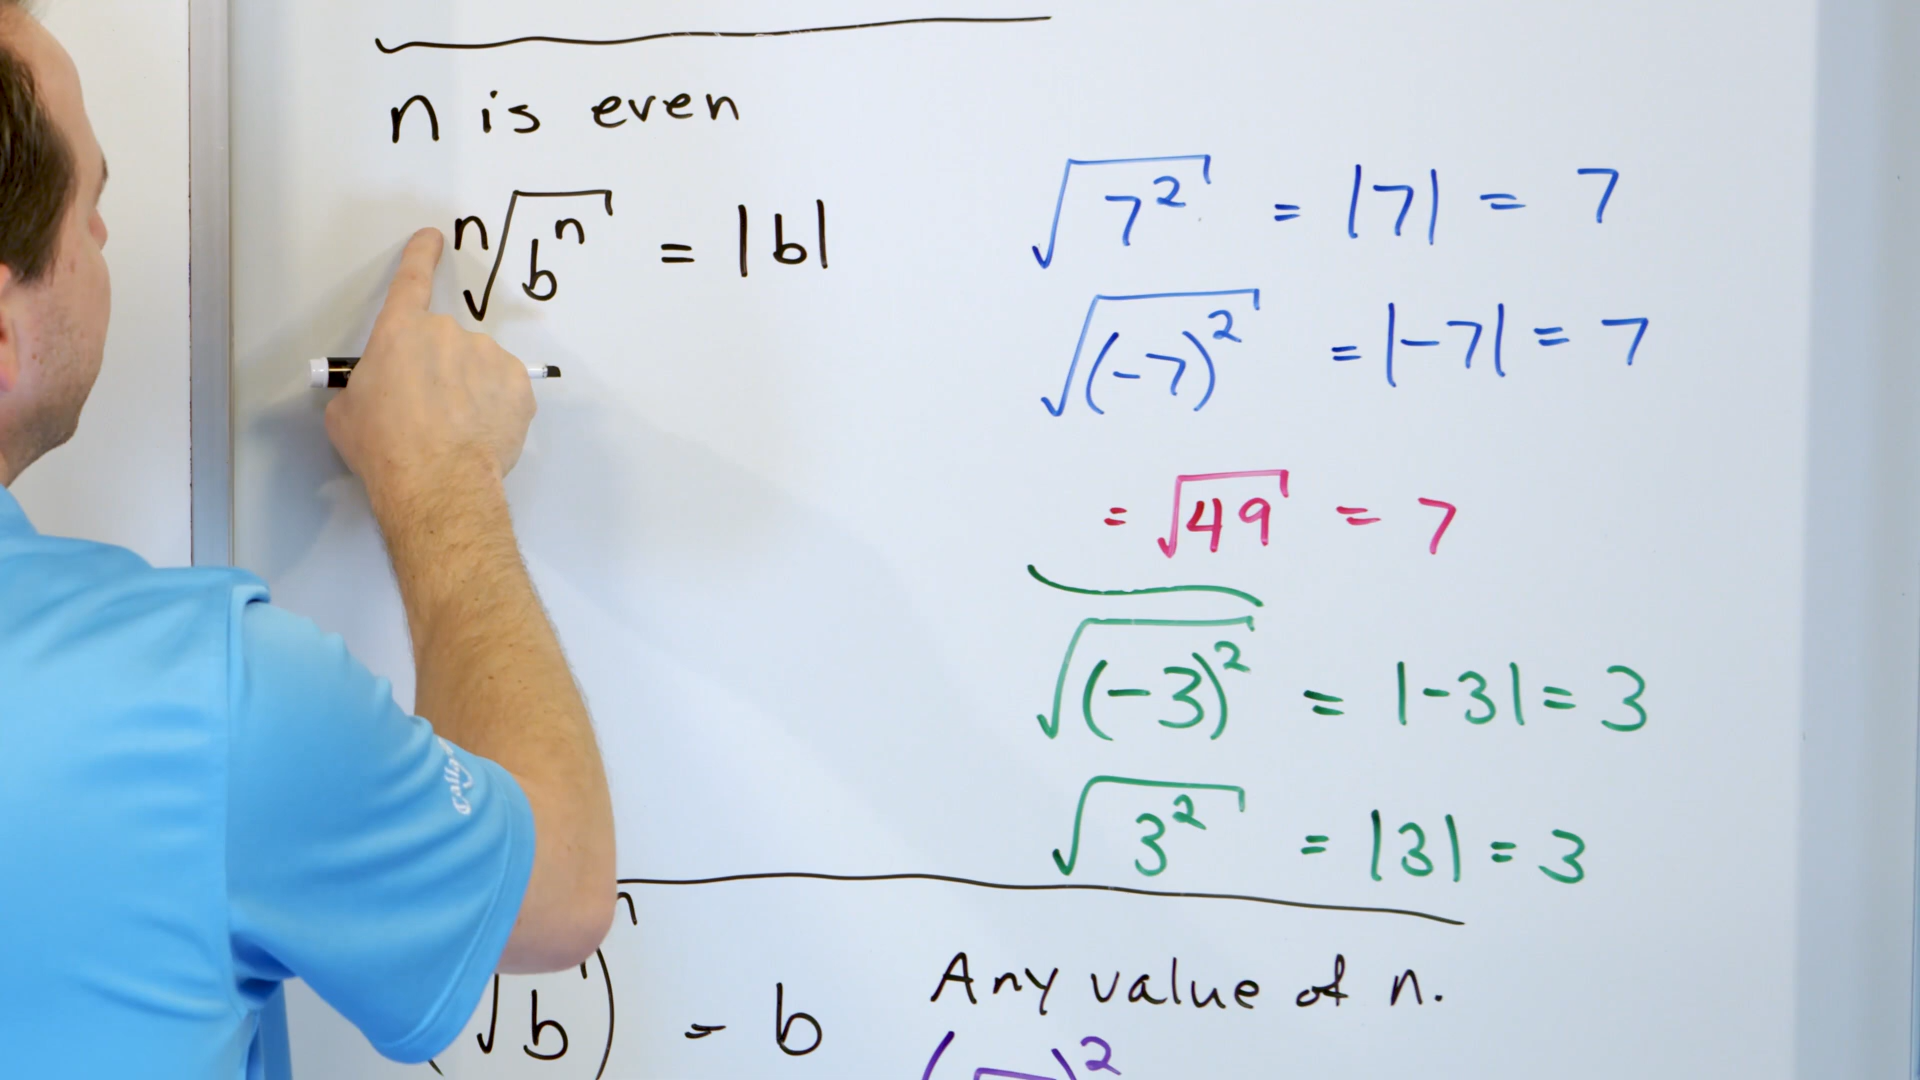 n is even
ⁿ√bⁿ = |b|
√7² = |7| = 7
√(-7)² = |-7| = 7
= √49 = 7
√(-3)² = |-3| = 3
√3² = |3| = 3
n
√b) = b
Any value of n.
( )²